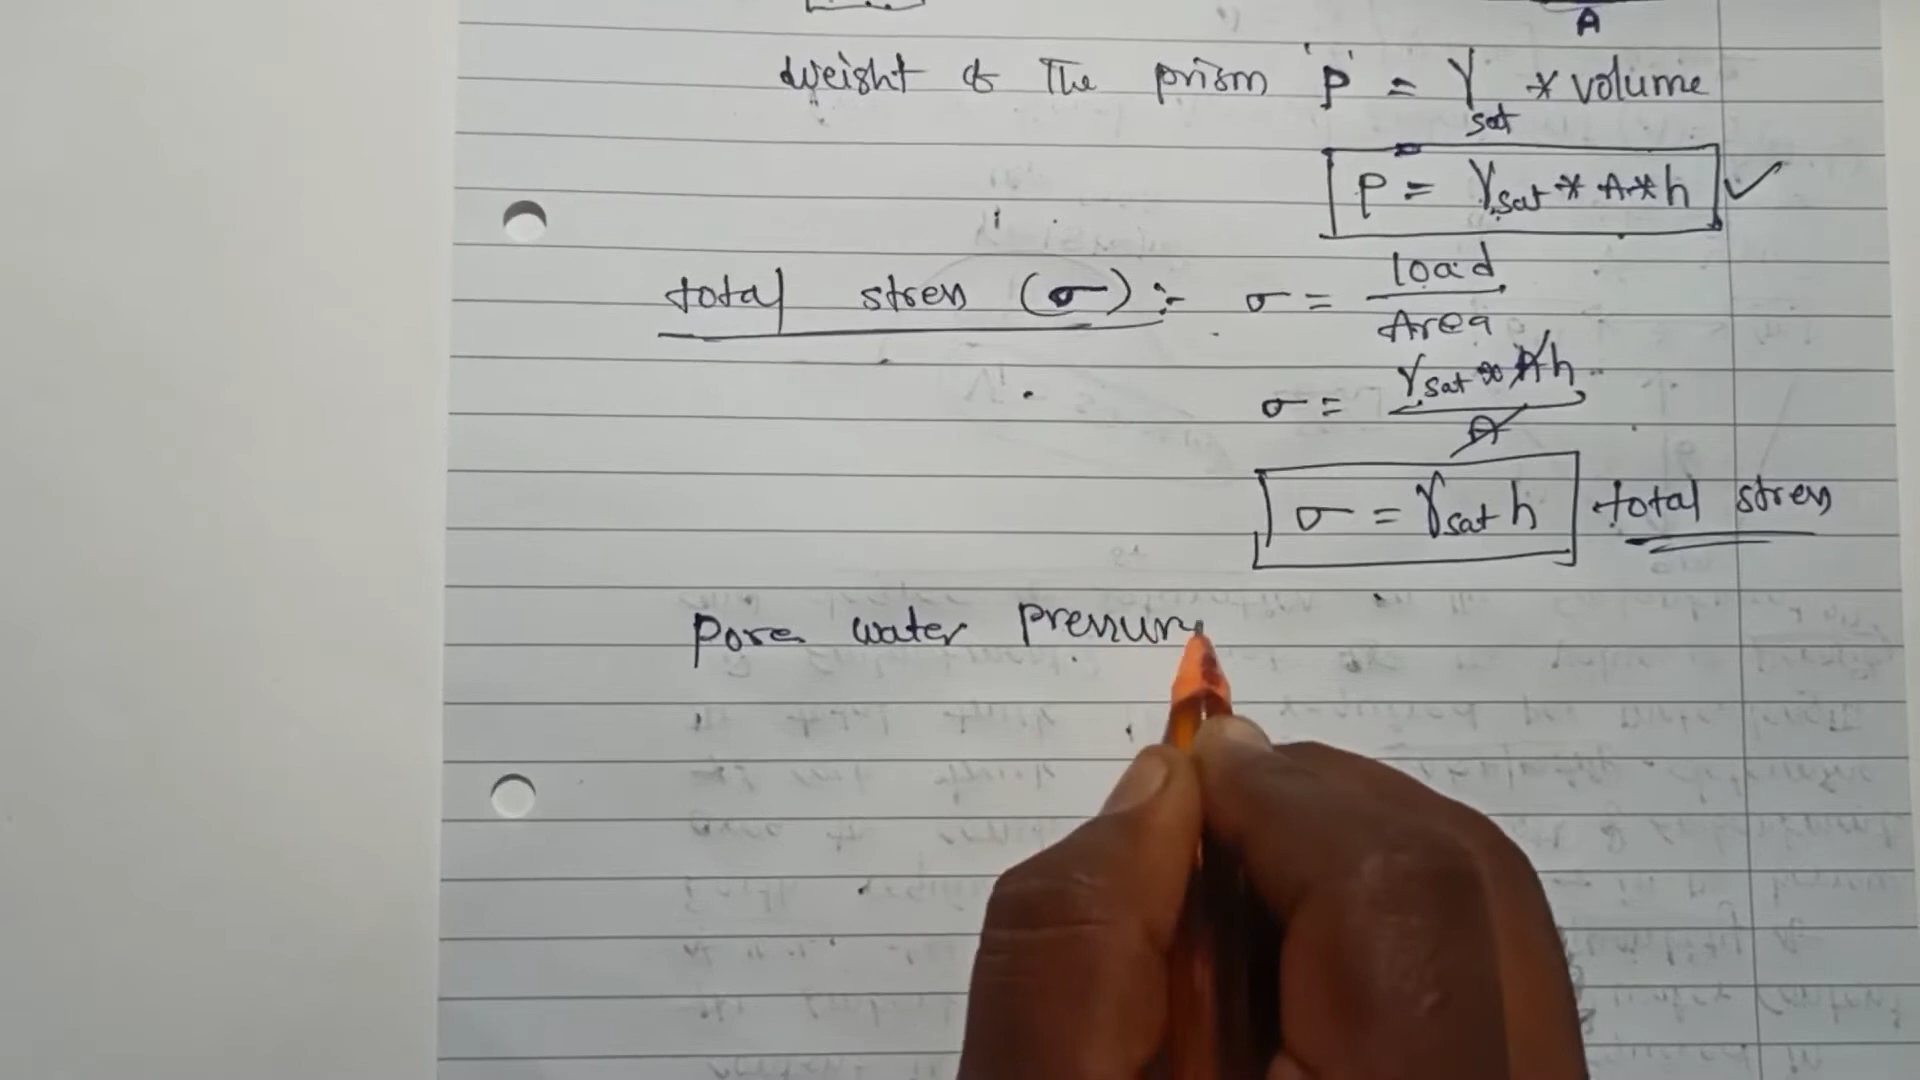 A
weight of the prism 'P' = γsat * volume
P = γsat * A * h ✓
total stress (σ) :- σ = load / Area
σ = γsat * A h / A
σ = γsat h total stress
Pore water Pressure